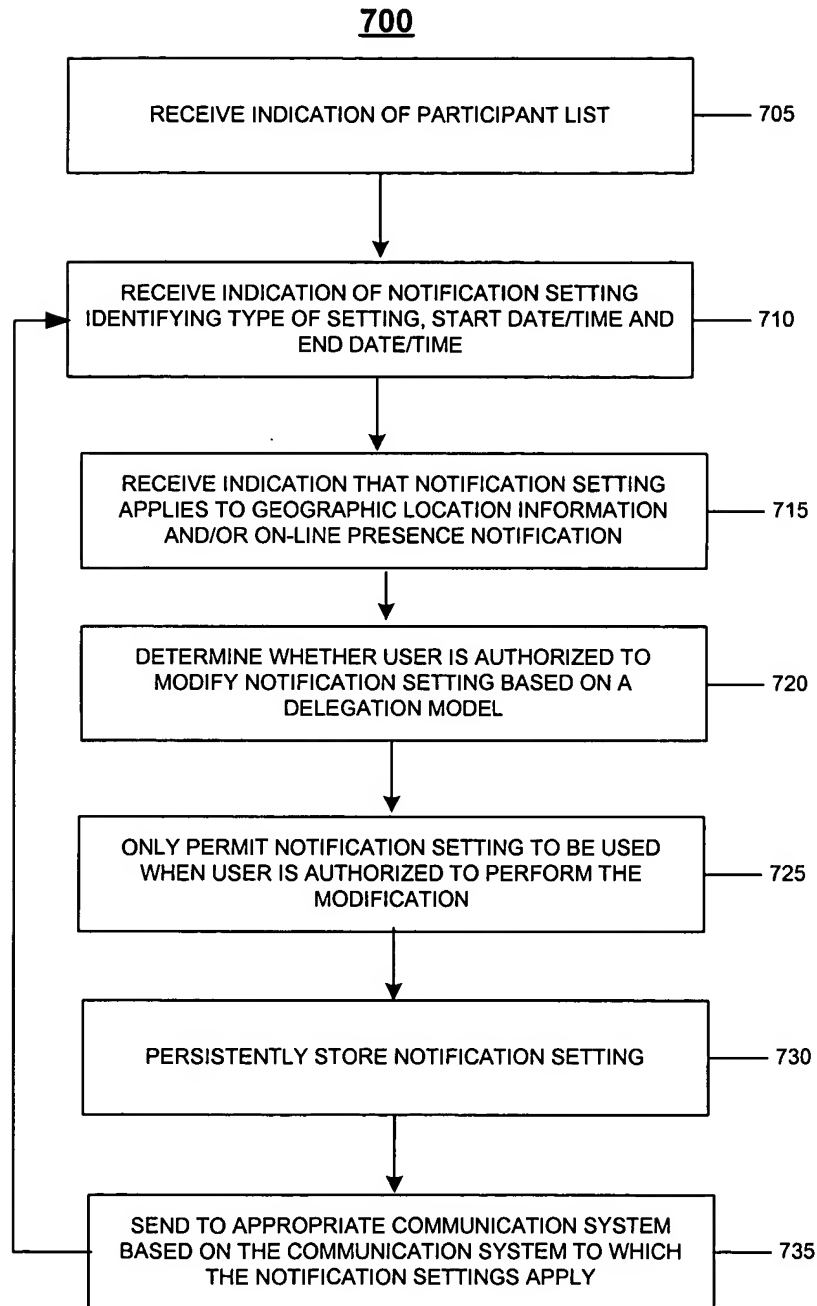 700
RECEIVE INDICATION OF PARTICIPANT LIST
705
RECEIVE INDICATION OF NOTIFICATION SETTING
IDENTIFYING TYPE OF SETTING, START DATE/TIME AND
END DATE/TIME
710
RECEIVE INDICATION THAT NOTIFICATION SETTING
APPLIES TO GEOGRAPHIC LOCATION INFORMATION
AND/OR ON-LINE PRESENCE NOTIFICATION
715
DETERMINE WHETHER USER IS AUTHORIZED TO
MODIFY NOTIFICATION SETTING BASED ON A
DELEGATION MODEL
720
ONLY PERMIT NOTIFICATION SETTING TO BE USED
WHEN USER IS AUTHORIZED TO PERFORM THE
MODIFICATION
725
PERSISTENTLY STORE NOTIFICATION SETTING
730
SEND TO APPROPRIATE COMMUNICATION SYSTEM
BASED ON THE COMMUNICATION SYSTEM TO WHICH
THE NOTIFICATION SETTINGS APPLY
735